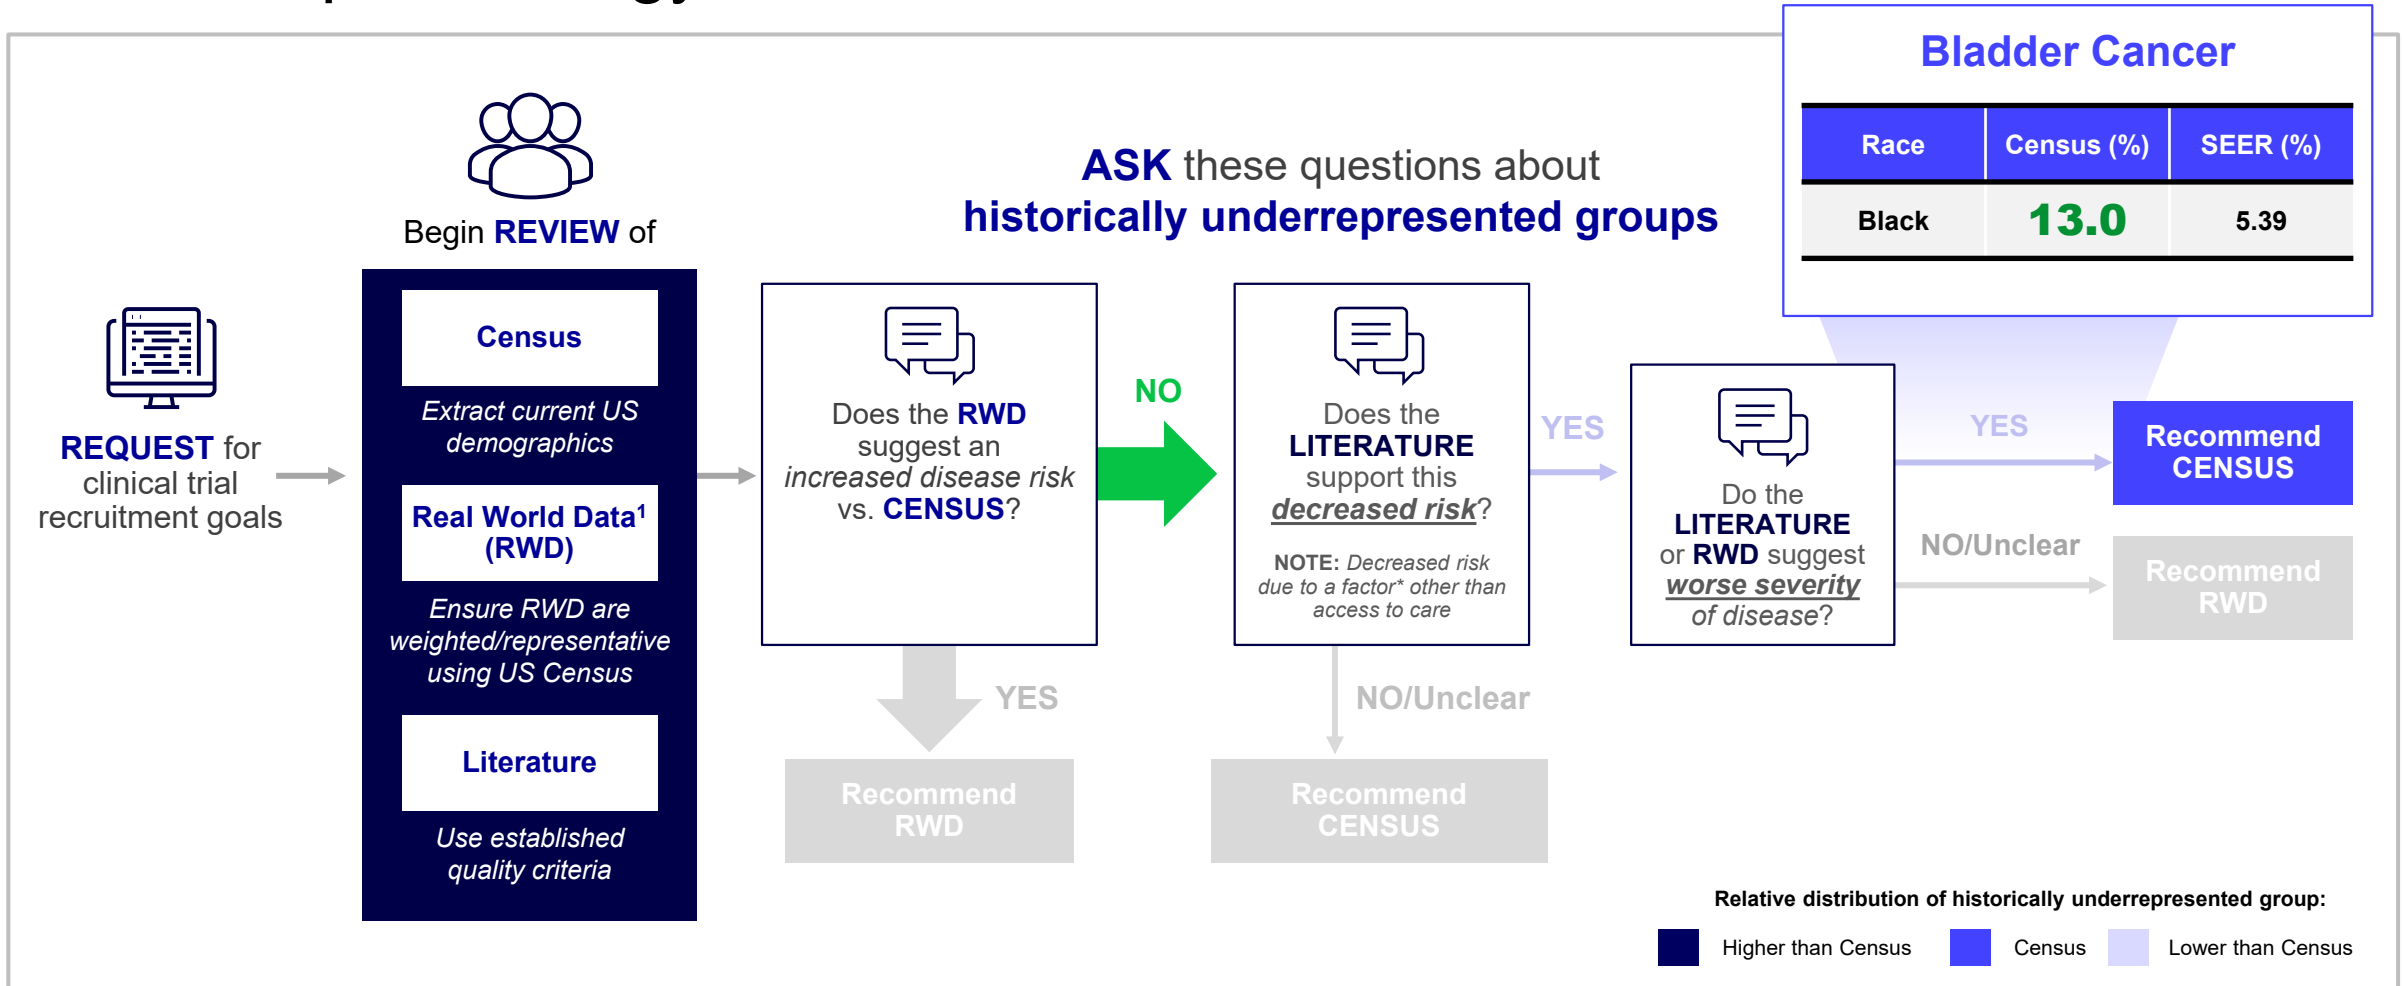 Bladder Cancer
Race Census (%) SEER (%)
Black 13.0 5.39
ASK these questions about
historically underrepresented groups
REQUEST for
clinical trial
recruitment goals
Begin REVIEW of
Census
Extract current US
demographics
Real World Data¹
(RWD)
Ensure RWD are
weighted/representative
using US Census
Literature
Use established
quality criteria
Does the RWD
suggest an
increased disease risk
vs. CENSUS?
NO
YES
Recommend
RWD
Does the
LITERATURE
support this
decreased risk?
NOTE: Decreased risk
due to a factor* other than
access to care
YES
NO/Unclear
Recommend
CENSUS
Do the
LITERATURE
or RWD suggest
worse severity
of disease?
YES
Recommend
CENSUS
NO/Unclear
Recommend
RWD
Relative distribution of historically underrepresented group:
Higher than Census Census Lower than Census